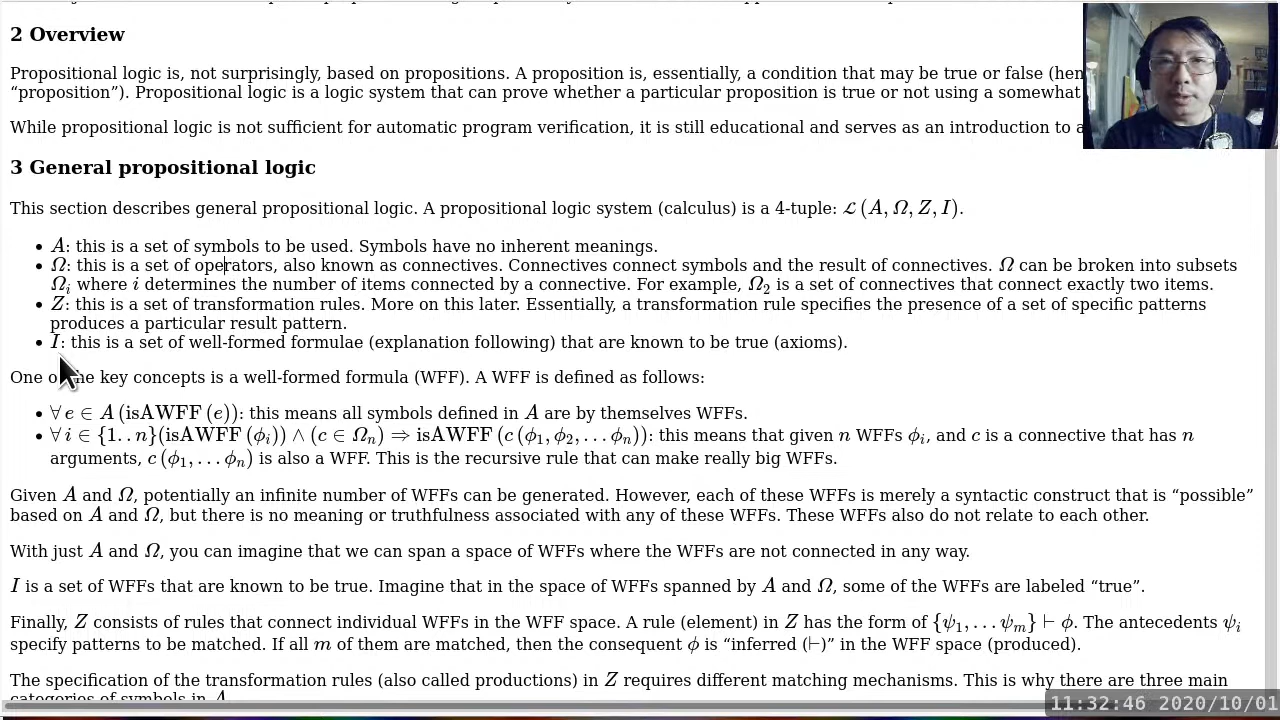 2 Overview
Propositional logic is, not surprisingly, based on propositions. A proposition is, essentially, a condition that may be true or false (hen
“proposition”). Propositional logic is a logic system that can prove whether a particular proposition is true or not using a somewhat
While propositional logic is not sufficient for automatic program verification, it is still educational and serves as an introduction to a
3 General propositional logic
This section describes general propositional logic. A propositional logic system (calculus) is a 4-tuple: ℒ (A, Ω, Z, I).
• A: this is a set of symbols to be used. Symbols have no inherent meanings.
• Ω: this is a set of operators, also known as connectives. Connectives connect symbols and the result of connectives. Ω can be broken into subsets
Ωᵢ where i determines the number of items connected by a connective. For example, Ω₂ is a set of connectives that connect exactly two items.
• Z: this is a set of transformation rules. More on this later. Essentially, a transformation rule specifies the presence of a set of specific patterns
produces a particular result pattern.
• I: this is a set of well-formed formulae (explanation following) that are known to be true (axioms).
One of the key concepts is a well-formed formula (WFF). A WFF is defined as follows:
• ∀ e ∈ A (isAWFF (e)): this means all symbols defined in A are by themselves WFFs.
• ∀ i ∈ {1. . n}(isAWFF (ϕᵢ)) ∧ (c ∈ Ωₙ) ⇒ isAWFF (c (ϕ₁, ϕ₂, . . . ϕₙ)): this means that given n WFFs ϕᵢ, and c is a connective that has n
arguments, c (ϕ₁, . . . ϕₙ) is also a WFF. This is the recursive rule that can make really big WFFs.
Given A and Ω, potentially an infinite number of WFFs can be generated. However, each of these WFFs is merely a syntactic construct that is “possible”
based on A and Ω, but there is no meaning or truthfulness associated with any of these WFFs. These WFFs also do not relate to each other.
With just A and Ω, you can imagine that we can span a space of WFFs where the WFFs are not connected in any way.
I is a set of WFFs that are known to be true. Imagine that in the space of WFFs spanned by A and Ω, some of the WFFs are labeled “true”.
Finally, Z consists of rules that connect individual WFFs in the WFF space. A rule (element) in Z has the form of {ψ₁, . . . ψₘ} ⊢ ϕ. The antecedents ψᵢ
specify patterns to be matched. If all m of them are matched, then the consequent ϕ is “inferred (⊢)” in the WFF space (produced).
The specification of the transformation rules (also called productions) in Z requires different matching mechanisms. This is why there are three main
categories of symbols in A
11:32:46 2020/10/01